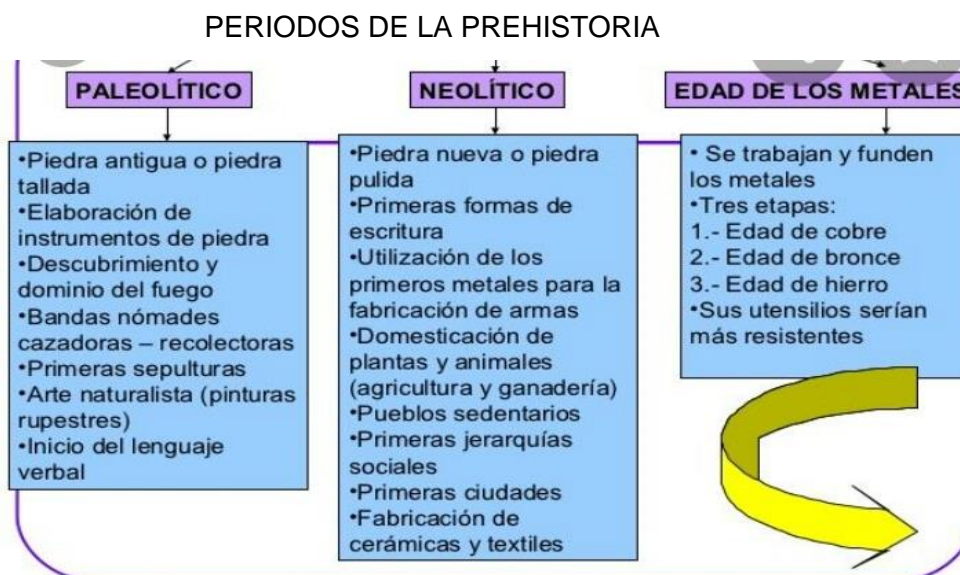 PERIODOS DE LA PREHISTORIA
PALEOLÍTICO
•Piedra antigua o piedra
tallada
•Elaboración de
instrumentos de piedra
•Descubrimiento y
dominio del fuego
•Bandas nómades
cazadoras – recolectoras
•Primeras sepulturas
•Arte naturalista (pinturas
rupestres)
•Inicio del lenguaje
verbal
NEOLÍTICO
•Piedra nueva o piedra
pulida
•Primeras formas de
escritura
•Utilización de los
primeros metales para la
fabricación de armas
•Domesticación de
plantas y animales
(agricultura y ganadería)
•Pueblos sedentarios
•Primeras jerarquías
sociales
•Primeras ciudades
•Fabricación de
cerámicas y textiles
EDAD DE LOS METALES
• Se trabajan y funden
los metales
•Tres etapas:
1.- Edad de cobre
2.- Edad de bronce
3.- Edad de hierro
•Sus utensilios serían
más resistentes